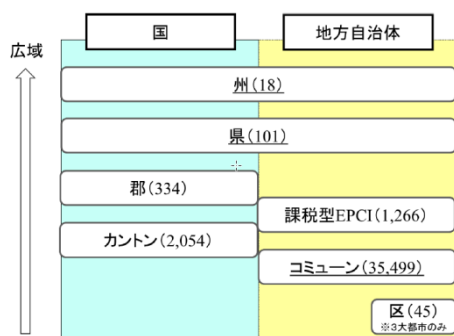 国
地方自治体
広域
州(18)
県(101)
郡(334)
課税型EPCI(1,266)
カントン(2,054)
コミューン(35,499)
区(45)
※3大都市のみ